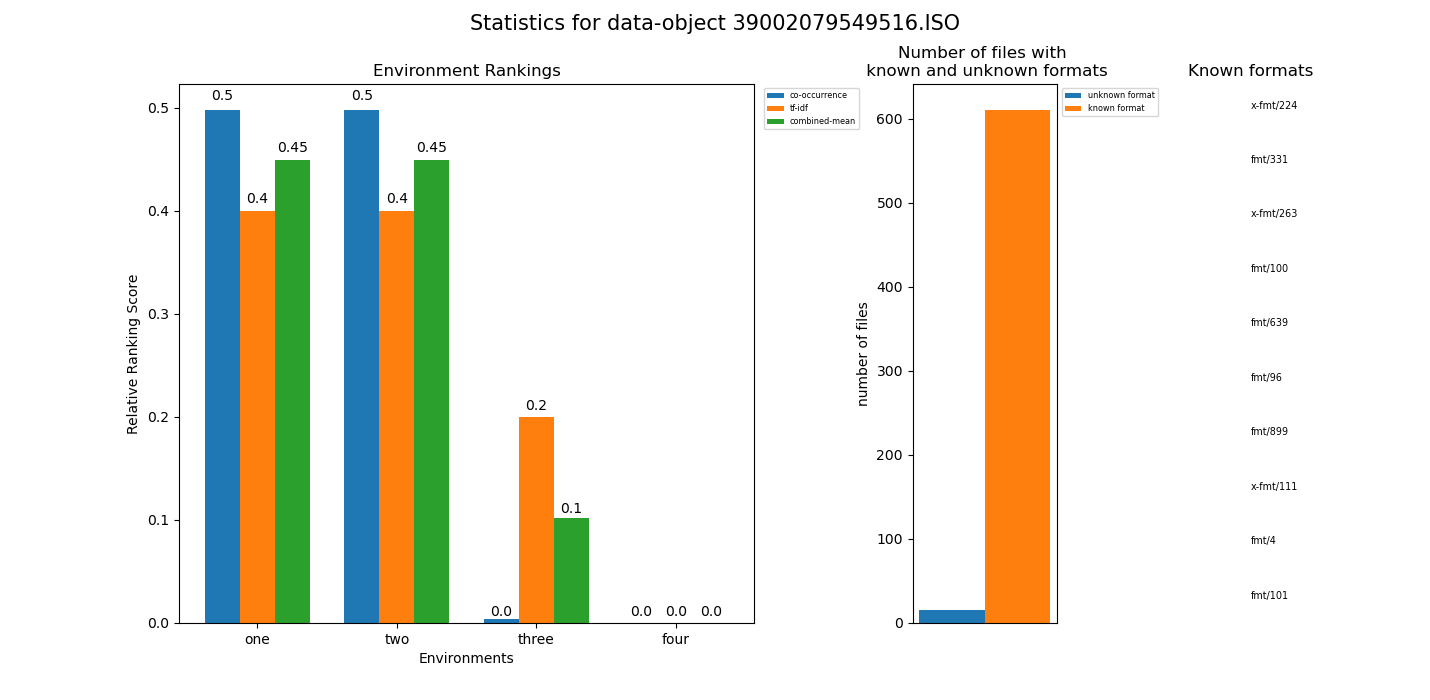 Statistics for data-object 39002079549516.ISO
Environment Rankings
Relative Ranking Score
0.5
0.4
0.3
0.2
0.1
0.0
0.5
0.4
0.45
0.5
0.4
0.45
0.0
0.2
0.1
0.0
0.0
0.0
one
two
three
four
Environments
co-occurrence
tf-idf
combined-mean
Number of files with
known and unknown formats
number of files
600
500
400
300
200
100
0
unknown format
known format
Known formats
x-fmt/224
fmt/331
x-fmt/263
fmt/100
fmt/639
fmt/96
fmt/899
x-fmt/111
fmt/4
fmt/101